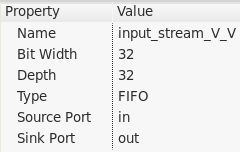 Property Value
Name input_stream_V_V
Bit Width 32
Depth 32
Type FIFO
Source Port in
Sink Port out